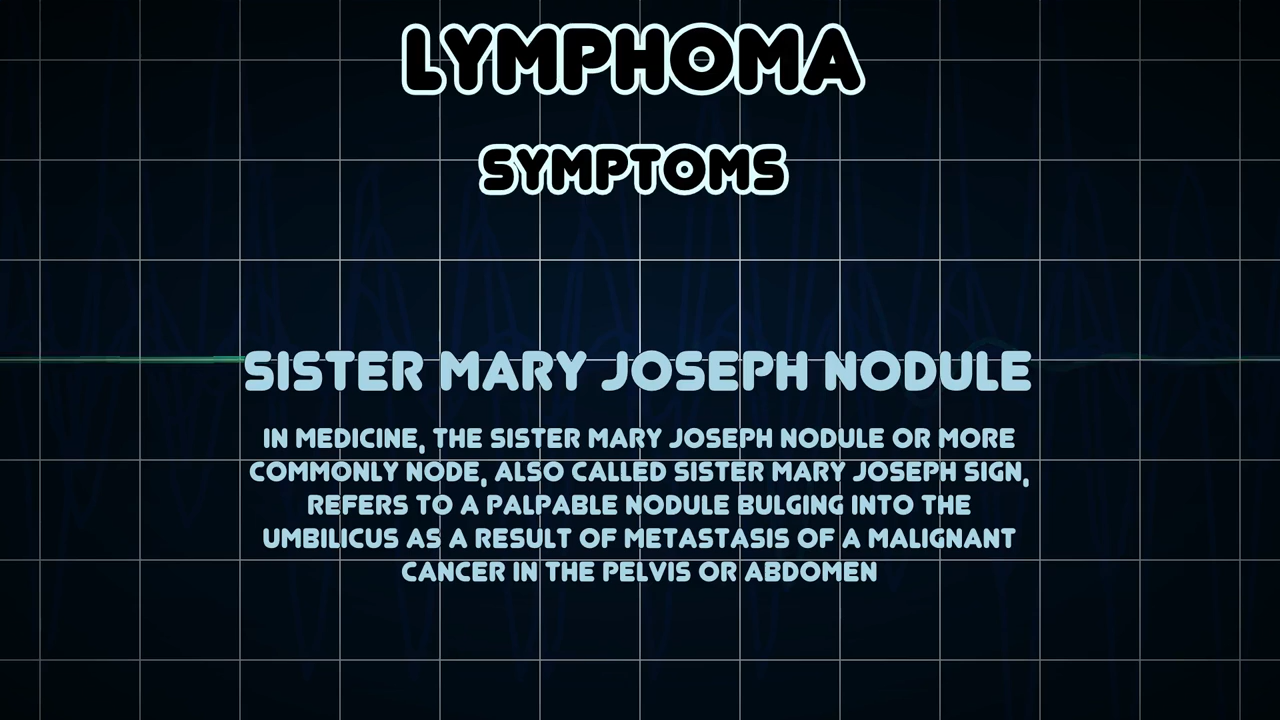 LYMPHOMA
SYMPTOMS
SISTER MARY JOSEPH NODULE
IN MEDICINE, THE SISTER MARY JOSEPH NODULE OR MORE
COMMONLY NODE, ALSO CALLED SISTER MARY JOSEPH SIGN,
REFERS TO A PALPABLE NODULE BULGING INTO THE
UMBILICUS AS A RESULT OF METASTASIS OF A MALIGNANT
CANCER IN THE PELVIS OR ABDOMEN